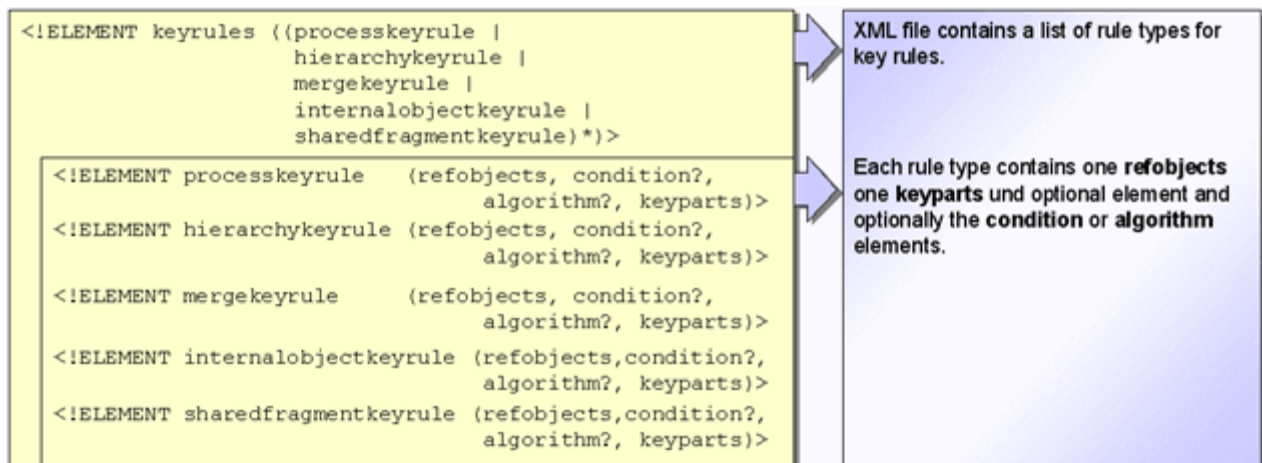 <!ELEMENT keyrules ((processkeyrule |
hierarchykeyrule |
mergekeyrule |
internalobjectkeyrule |
sharedfragmentkeyrule)*)>
<!ELEMENT processkeyrule (refobjects, condition?,
algorithm?, keyparts)>
<!ELEMENT hierarchykeyrule (refobjects, condition?,
algorithm?, keyparts)>
<!ELEMENT mergekeyrule (refobjects, condition?,
algorithm?, keyparts)>
<!ELEMENT internalobjectkeyrule (refobjects,condition?,
algorithm?, keyparts)>
<!ELEMENT sharedfragmentkeyrule (refobjects,condition?,
algorithm?, keyparts)>
XML file contains a list of rule types for
key rules.
Each rule type contains one refobjects
one keyparts und optional element and
optionally the condition or algorithm
elements.